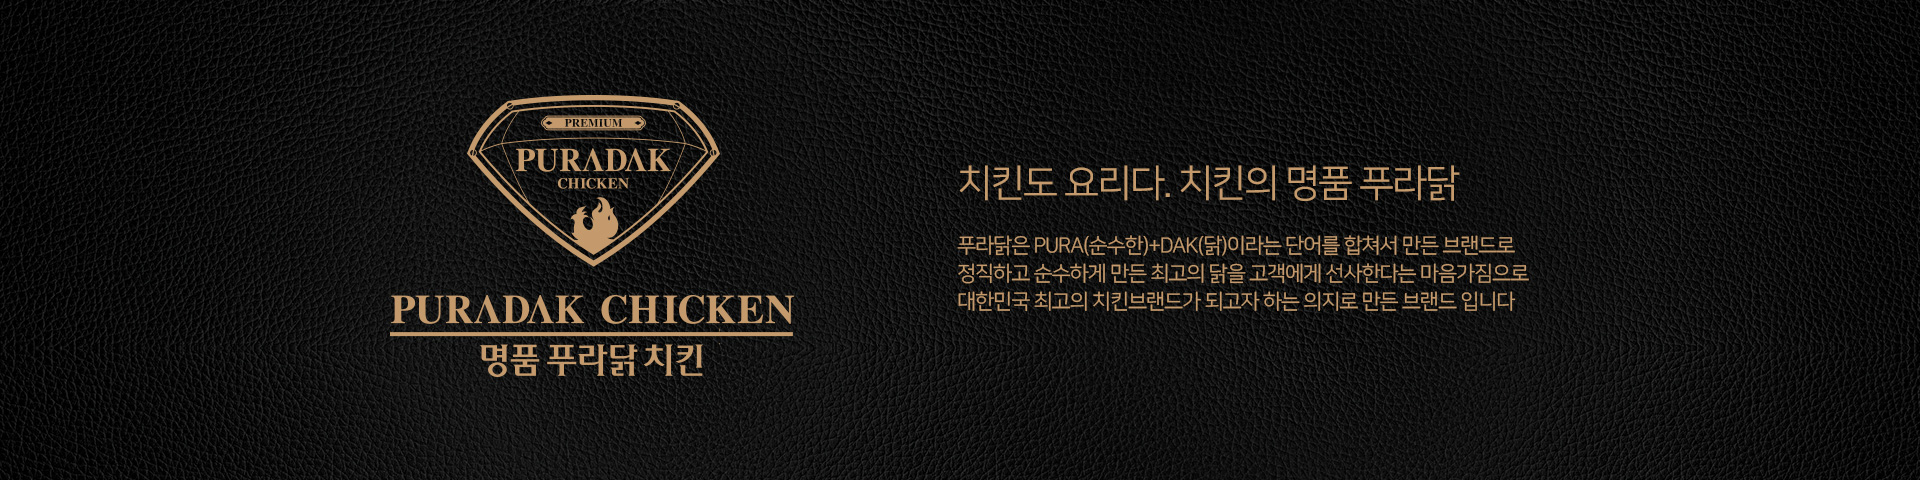 PREMIUM
PURADAK
CHICKEN
PURADAK CHICKEN
명품 푸라닭 치킨
치킨도 요리다. 치킨의 명품 푸라닭
푸라닭은 PURA(순수한)+DAK(닭)이라는 단어를 합쳐서 만든 브랜드로
정직하고 순수하게 만든 최고의 닭을 고객에게 선사한다는 마음가짐으로
대한민국 최고의 치킨브랜드가 되고자 하는 의지로 만든 브랜드 입니다